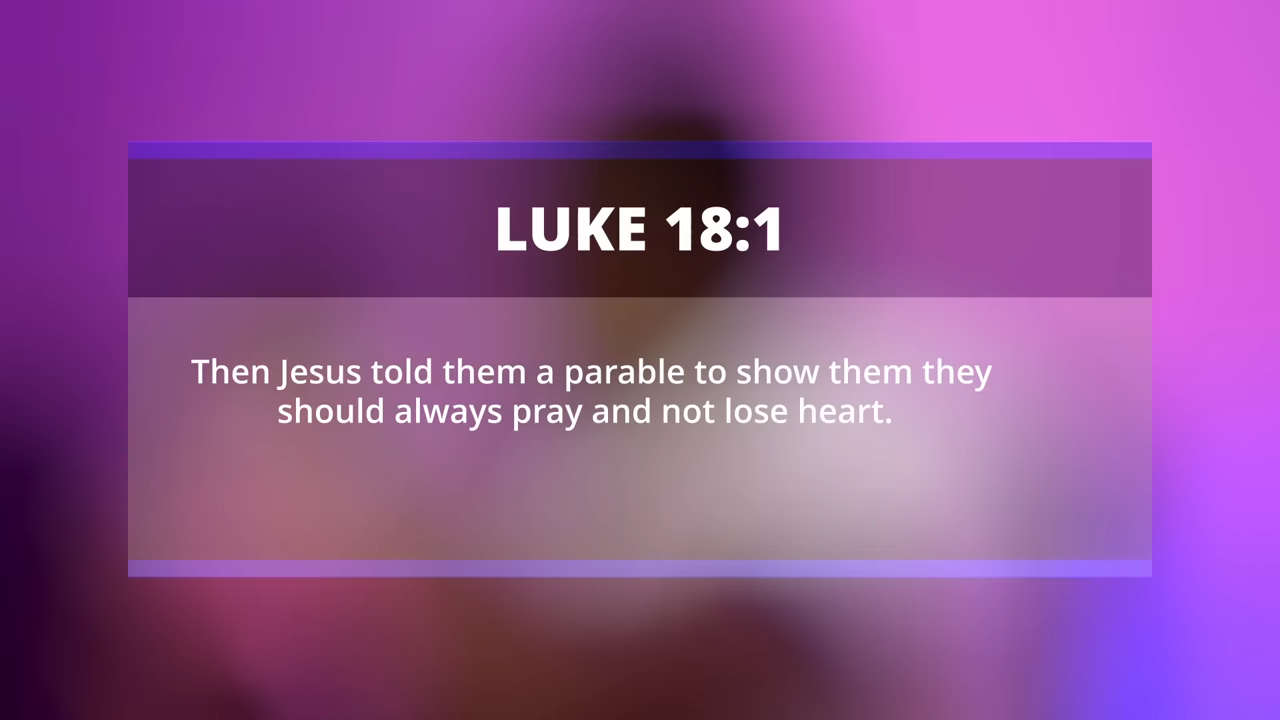 LUKE 18:1
Then Jesus told them a parable to show them they
should always pray and not lose heart.